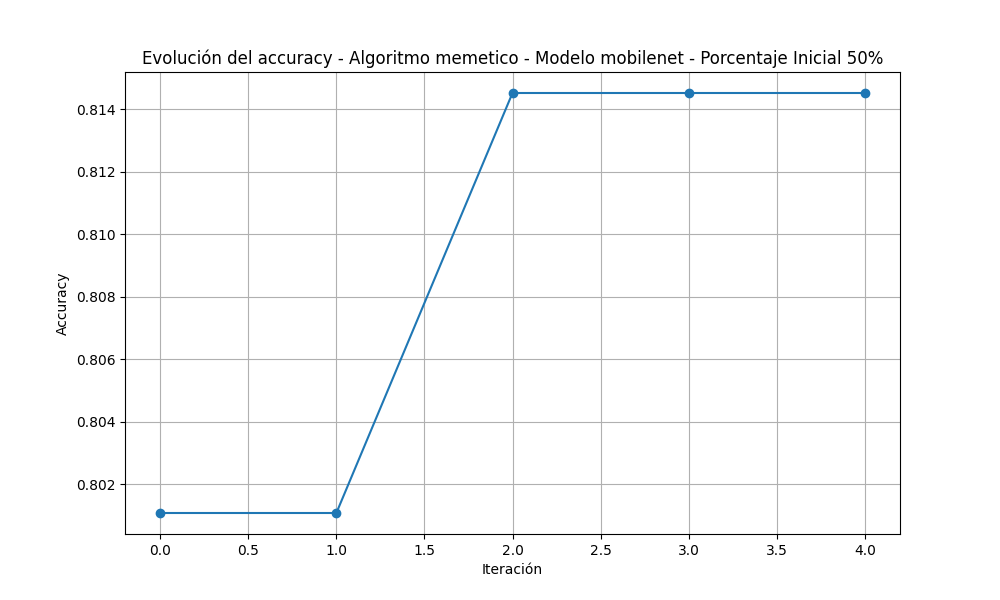 Evolución del accuracy - Algoritmo memetico - Modelo mobilenet - Porcentaje Inicial 50%
Accuracy
0.814
0.812
0.810
0.808
0.806
0.804
0.802
0.0 0.5 1.0 1.5 2.0 2.5 3.0 3.5 4.0
Iteración